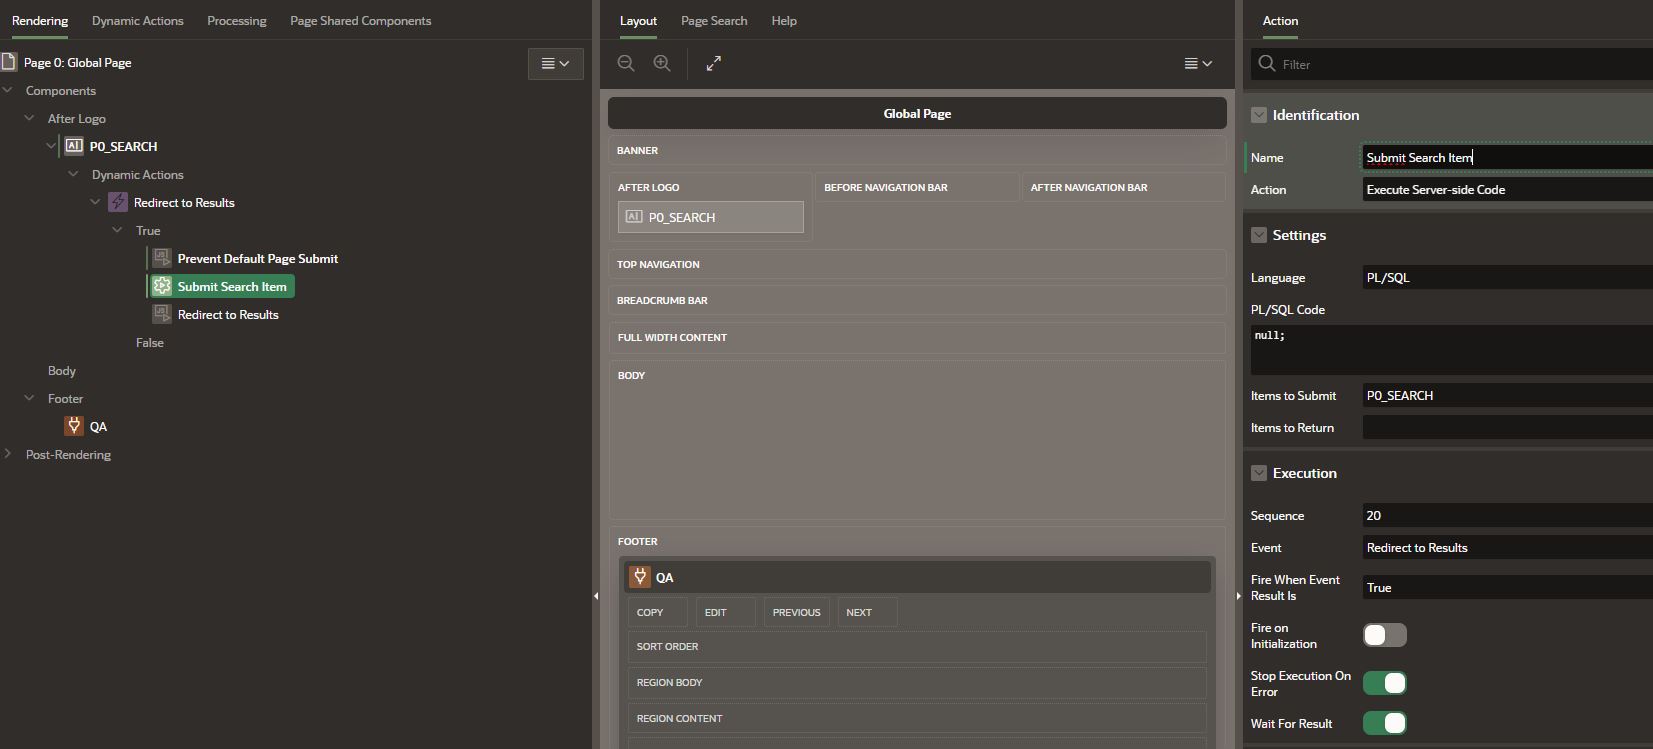 Rendering
Dynamic Actions
Processing
Page Shared Components
Page 0: Global Page
Components
After Logo
P0_SEARCH
Dynamic Actions
Redirect to Results
True
Prevent Default Page Submit
Submit Search Item
Redirect to Results
False
Body
Footer
QA
Post-Rendering
Layout
Page Search
Help
Global Page
BANNER
AFTER LOGO
BEFORE NAVIGATION BAR
AFTER NAVIGATION BAR
P0_SEARCH
TOP NAVIGATION
BREADCRUMB BAR
FULL WIDTH CONTENT
BODY
FOOTER
QA
COPY
EDIT
PREVIOUS
NEXT
SORT ORDER
REGION BODY
REGION CONTENT
Action
Filter
Identification
Name
Submit Search Item
Action
Execute Server-side Code
Settings
Language
PL/SQL
PL/SQL Code
null;
Items to Submit
P0_SEARCH
Items to Return
Execution
Sequence
20
Event
Redirect to Results
Fire When Event
Result Is
True
Fire on
Initialization
Stop Execution On
Error
Wait For Result